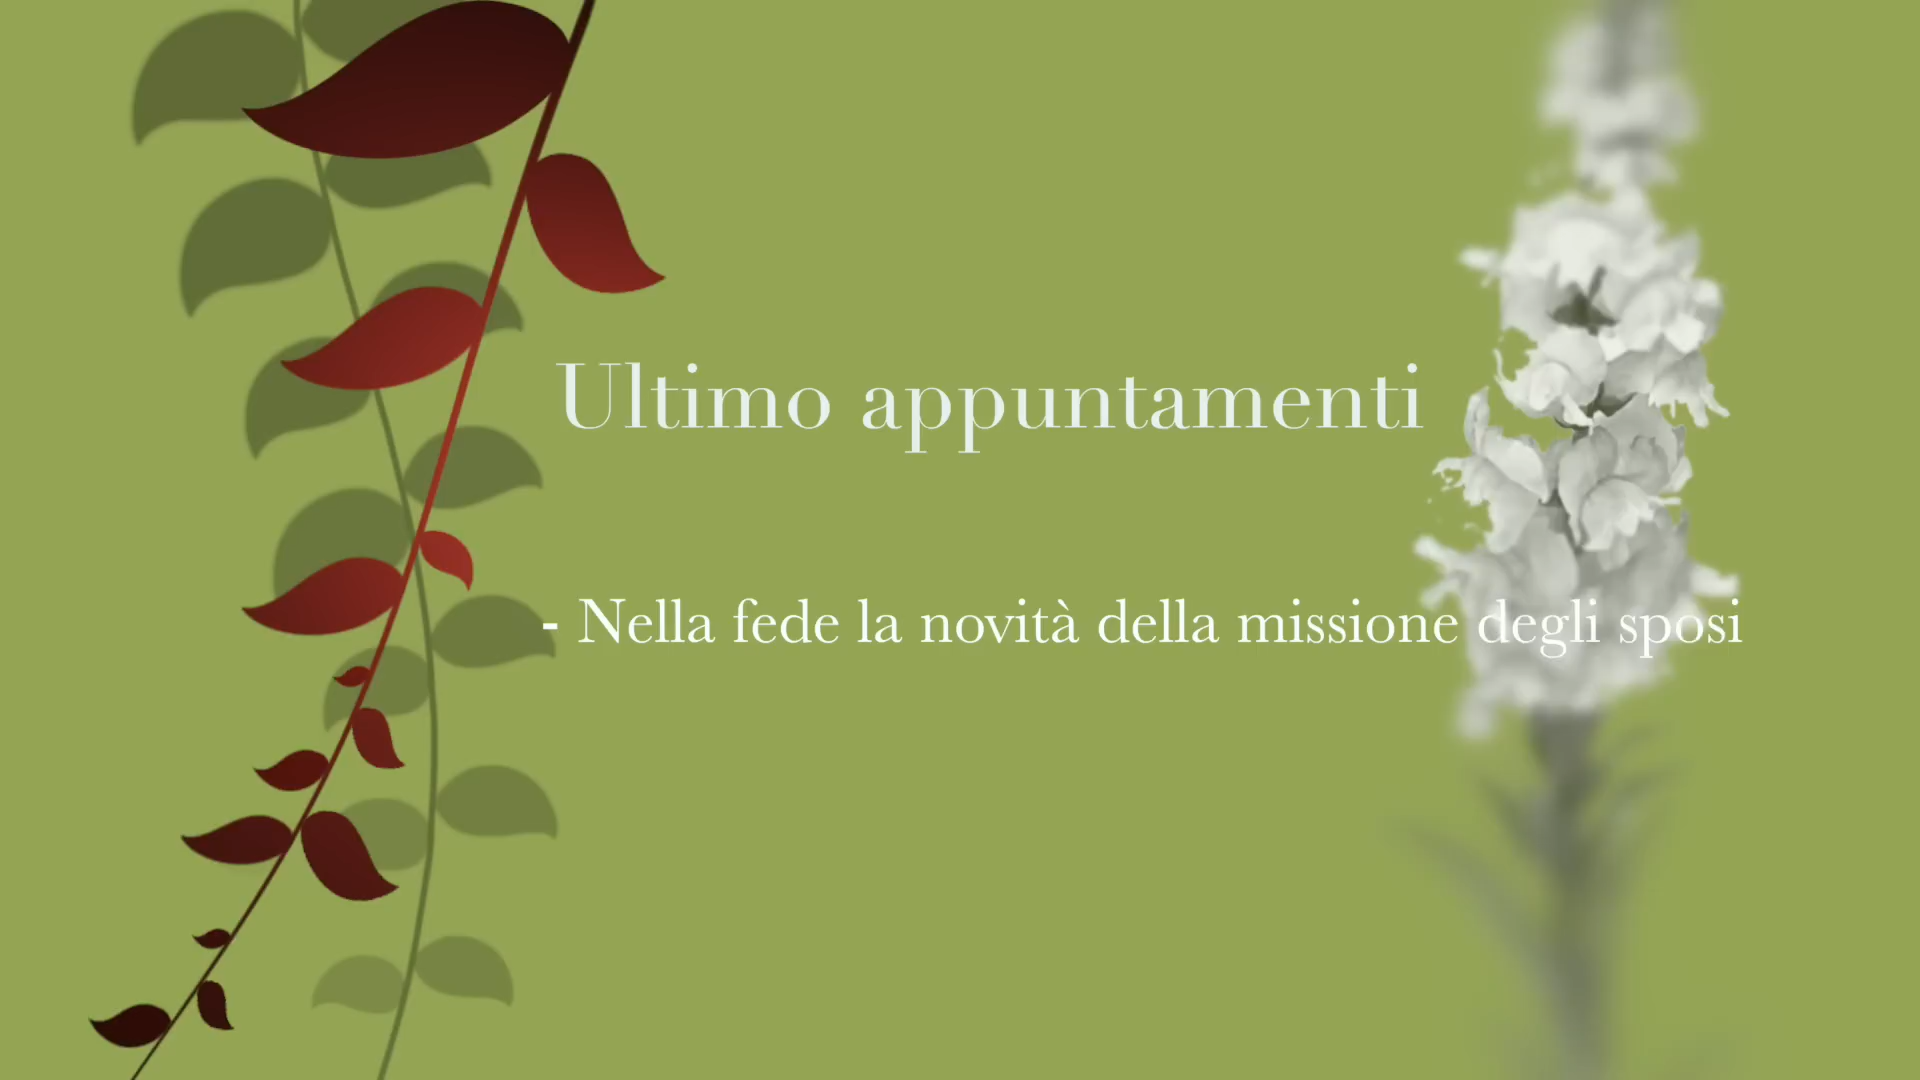 Ultimo appuntamenti
- Nella fede la novità della missione degli sposi